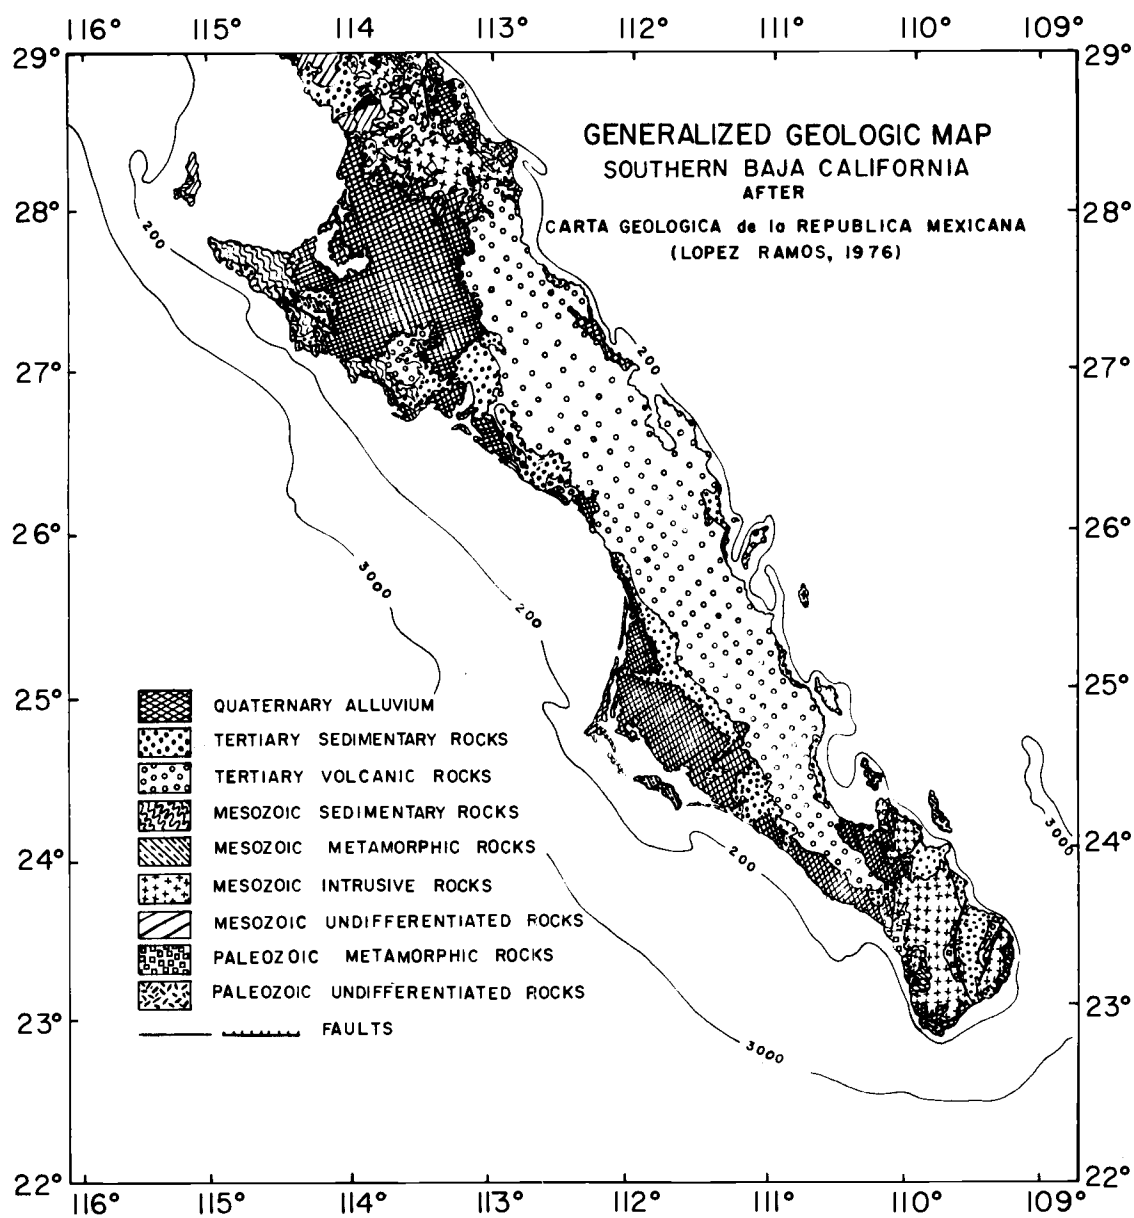 116° 115° 114 113° 112° 111° 110° 109°
29° 29°
GENERALIZED GEOLOGIC MAP
SOUTHERN BAJA CALIFORNIA
AFTER
CARTA GEOLOGICA de la REPUBLICA MEXICANA
(LOPEZ RAMOS, 1976)
28° 28°
200
200
27° 27°
26° 26°
3000
200
25° 25°
QUATERNARY ALLUVIUM
TERTIARY SEDIMENTARY ROCKS
TERTIARY VOLCANIC ROCKS
MESOZOIC SEDIMENTARY ROCKS
MESOZOIC METAMORPHIC ROCKS
MESOZOIC INTRUSIVE ROCKS
MESOZOIC UNDIFFERENTIATED ROCKS
PALEOZOIC METAMORPHIC ROCKS
PALEOZOIC UNDIFFERENTIATED ROCKS
FAULTS
3000
24° 24°
200
23° 23°
3000
22° 22°
116° 115° 114° 113° 112° 111° 110° 109°